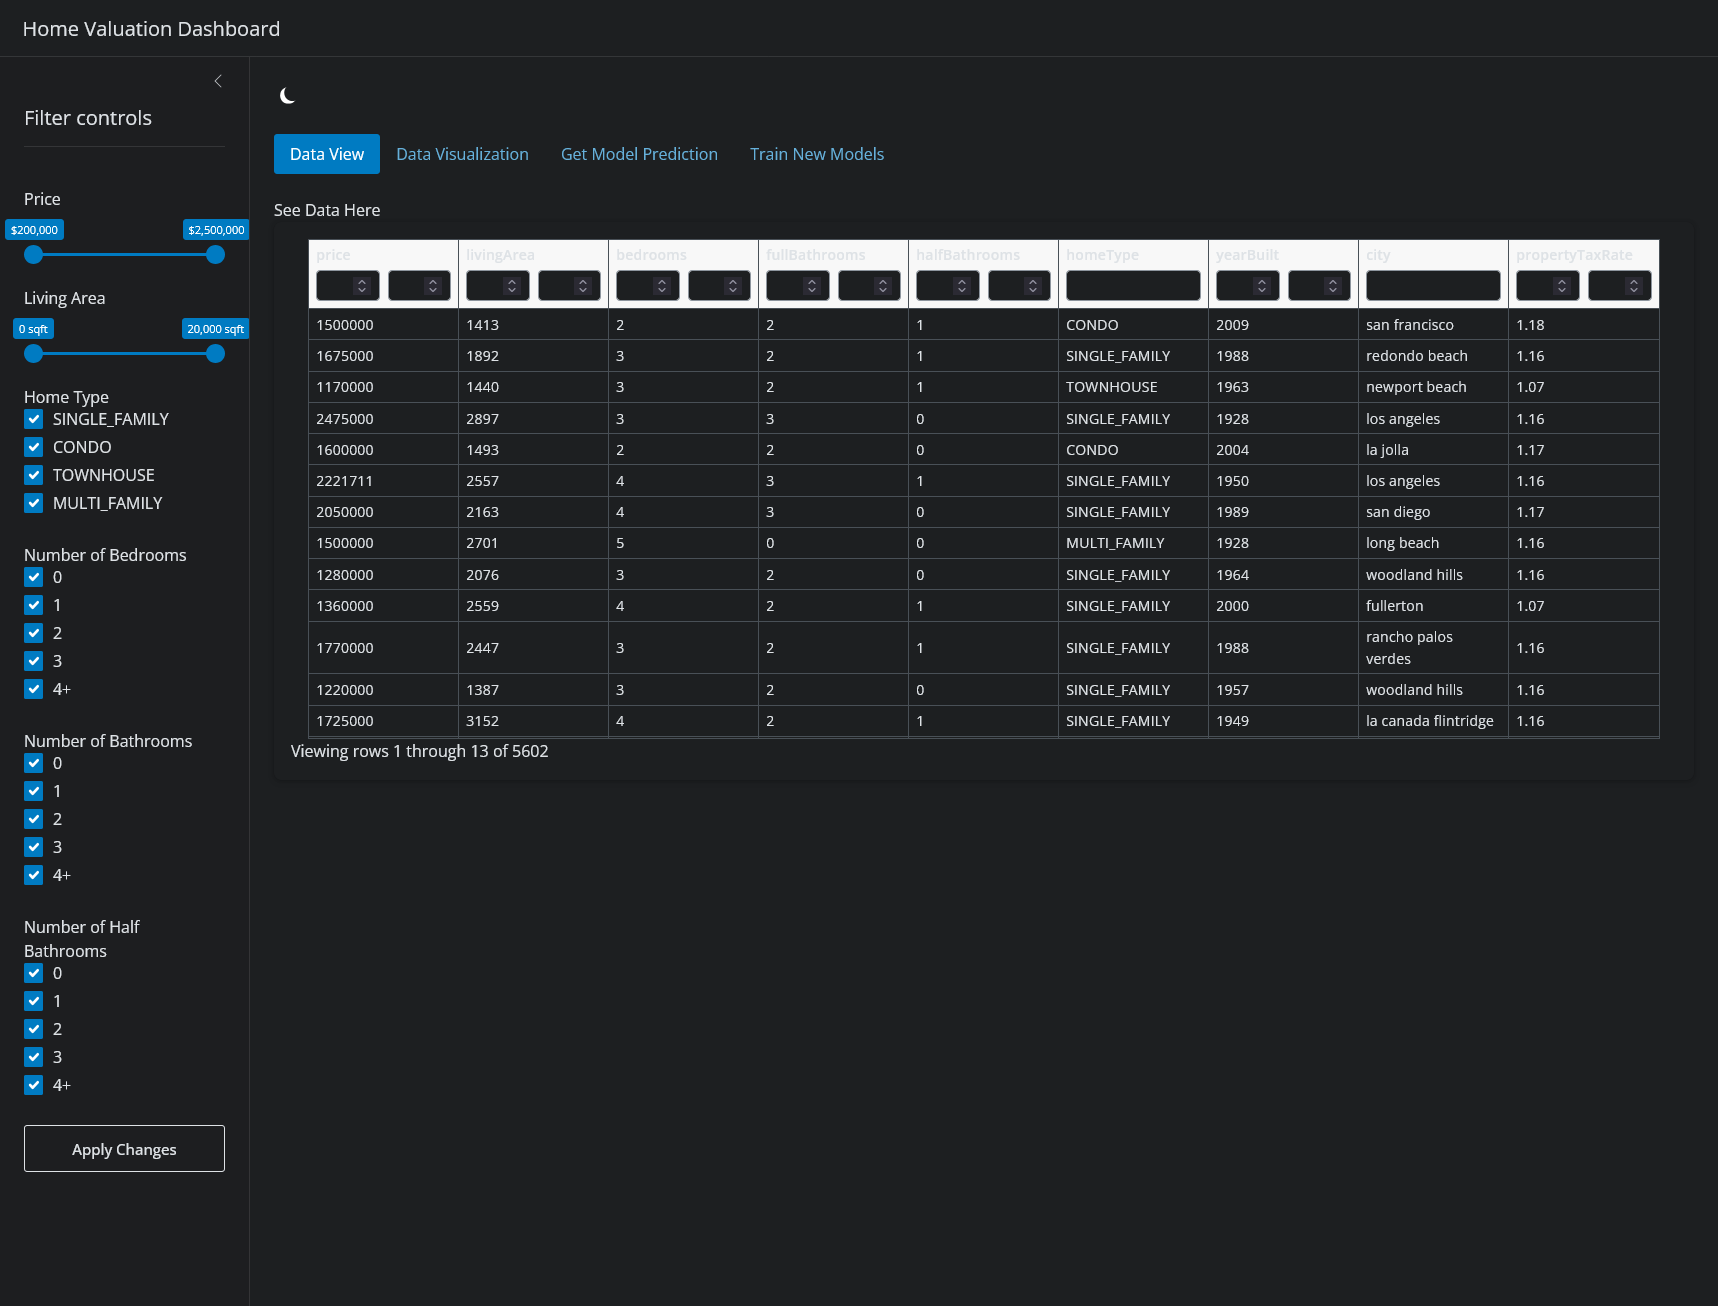 Home Valuation Dashboard
Filter controls
Price
$200,000 $2,500,000
Living Area
0 sqft 20,000 sqft
Home Type
SINGLE_FAMILY
CONDO
TOWNHOUSE
MULTI_FAMILY
Number of Bedrooms
0
1
2
3
4+
Number of Bathrooms
0
1
2
3
4+
Number of Half
Bathrooms
0
1
2
3
4+
Apply Changes
Data View Data Visualization Get Model Prediction Train New Models
See Data Here
price livingArea bedrooms fullBathrooms halfBathrooms homeType yearBuilt city propertyTaxRate
1500000 1413 2 2 1 CONDO 2009 san francisco 1.18
1675000 1892 3 2 1 SINGLE_FAMILY 1988 redondo beach 1.16
1170000 1440 3 2 1 TOWNHOUSE 1963 newport beach 1.07
2475000 2897 3 3 0 SINGLE_FAMILY 1928 los angeles 1.16
1600000 1493 2 2 0 CONDO 2004 la jolla 1.17
2221711 2557 4 3 1 SINGLE_FAMILY 1950 los angeles 1.16
2050000 2163 4 3 0 SINGLE_FAMILY 1989 san diego 1.17
1500000 2701 5 0 0 MULTI_FAMILY 1928 long beach 1.16
1280000 2076 3 2 0 SINGLE_FAMILY 1964 woodland hills 1.16
1360000 2559 4 2 1 SINGLE_FAMILY 2000 fullerton 1.07
1770000 2447 3 2 1 SINGLE_FAMILY 1988 rancho palos verdes 1.16
1220000 1387 3 2 0 SINGLE_FAMILY 1957 woodland hills 1.16
1725000 3152 4 2 1 SINGLE_FAMILY 1949 la canada flintridge 1.16
Viewing rows 1 through 13 of 5602